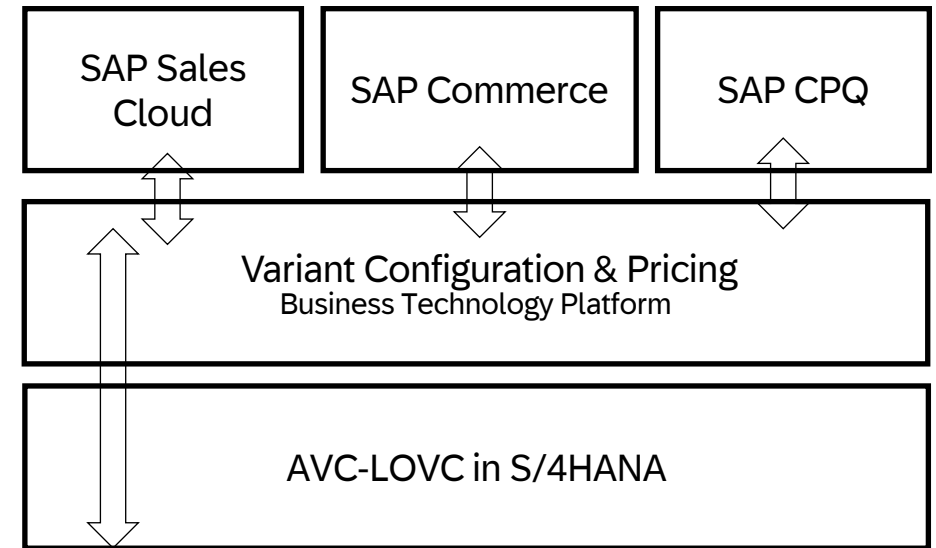 SAP Sales
Cloud
SAP Commerce
SAP CPQ
Variant Configuration & Pricing
Business Technology Platform
AVC-LOVC in S/4HANA